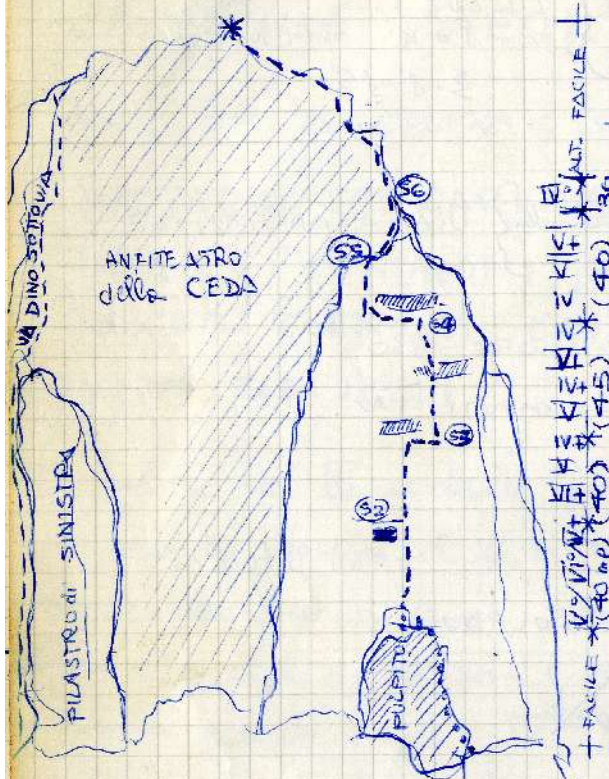 S6
VIA DINO SOTTOVIA
ANFITEATRO
della CEDA
S5
S4
S3
S2
PILASTRO di SINISTRA
PULPITO
+ FACILE *
(40 m) (40) (45) (40) 30
ALT. FACILE +